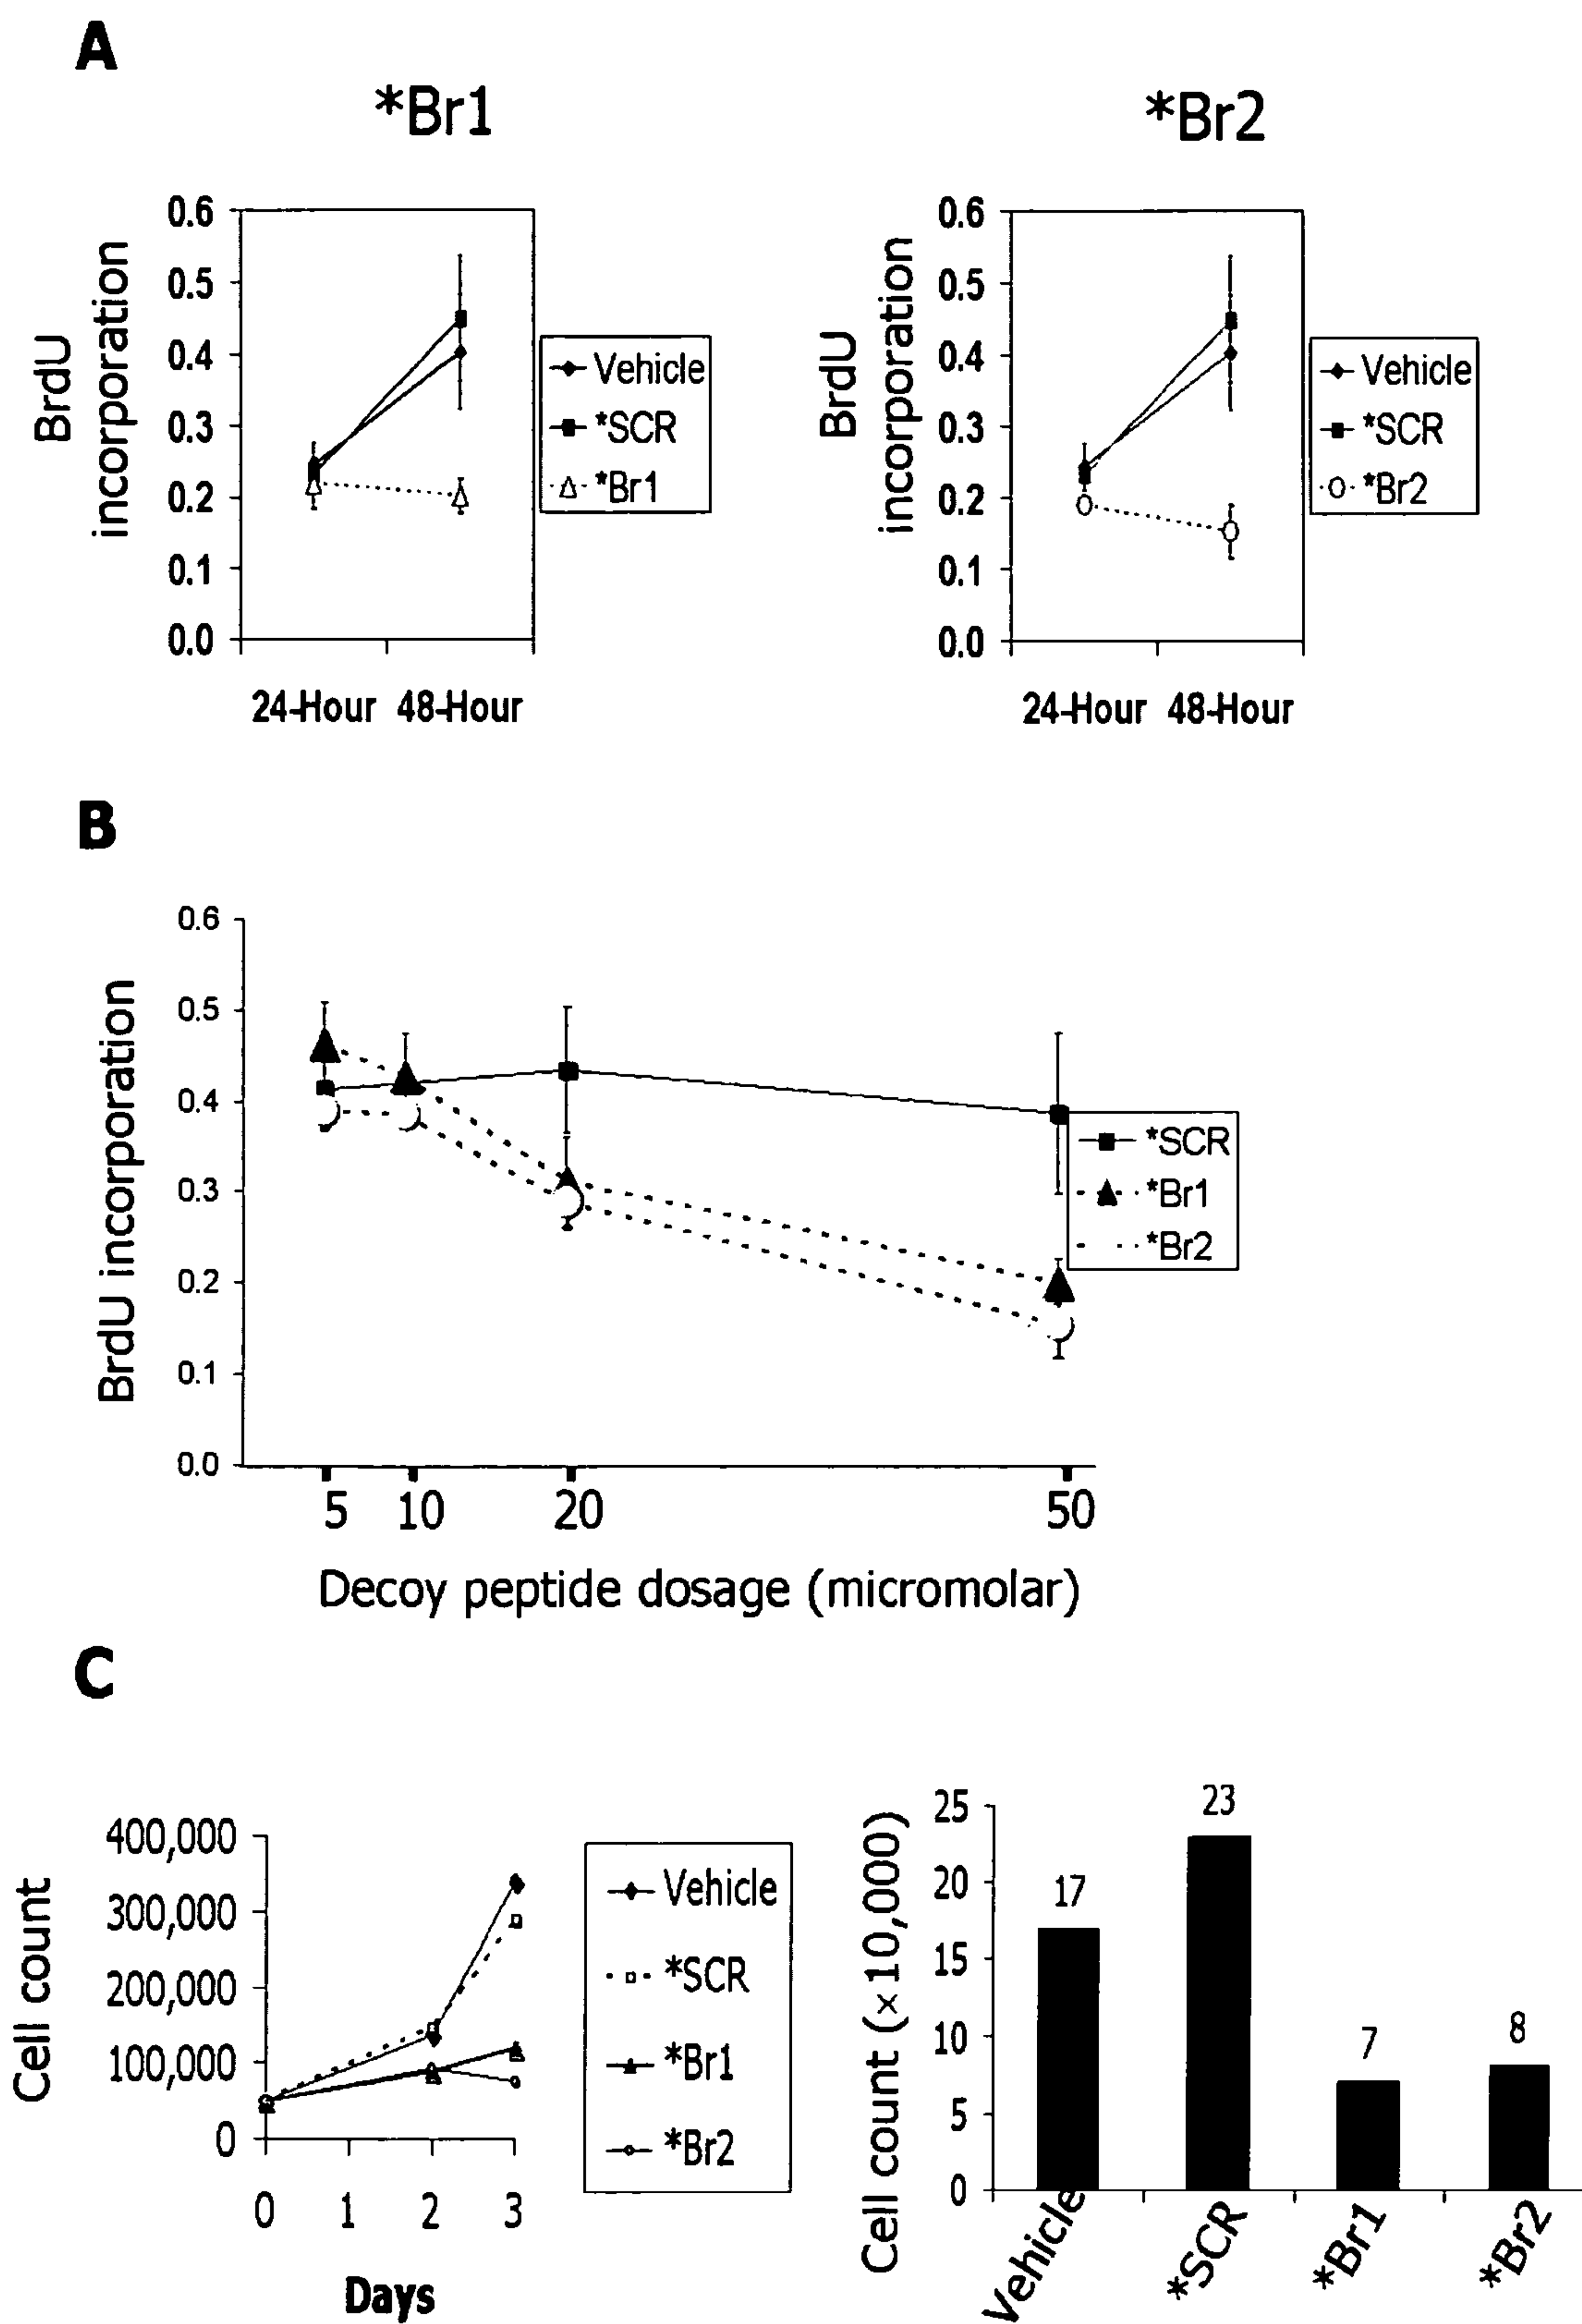 A
*Br1
*Br2
BrdU
incorporation
0.6
0.5
0.4
0.3
0.2
0.1
0.0
24-Hour 48-Hour
Vehicle
*SCR
*Br1
BrdU
incorporation
0.6
0.5
0.4
0.3
0.2
0.1
0.0
24-Hour 48-Hour
Vehicle
*SCR
*Br2
B
BrdU incorporation
0.6
0.5
0.4
0.3
0.2
0.1
0.0
5 10 20 50
Decoy peptide dosage (micromolar)
*SCR
*Br1
*Br2
C
Cell count
400,000
300,000
200,000
100,000
0
0 1 2 3
Days
Vehicle
*SCR
*Br1
*Br2
Cell count (×10,000)
25
20
15
10
5
0
17
23
7
8
Vehicle
*SCR
*Br1
*Br2